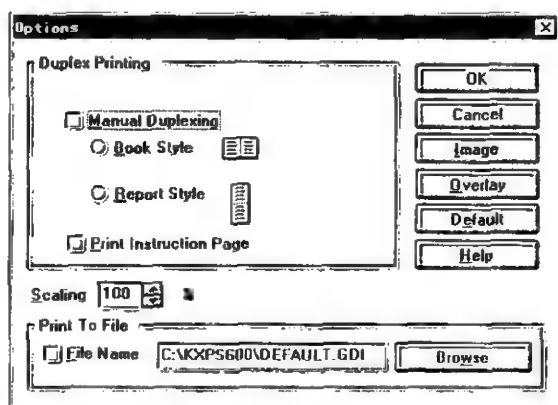 Options
Duplex Printing
Manual Duplexing
Book Style
Report Style
Print Instruction Page
OK
Cancel
Image
Overlay
Default
Help
Scaling 100 %
Print To File
File Name C:\KXPS600\DEFAULT.GDI Browse